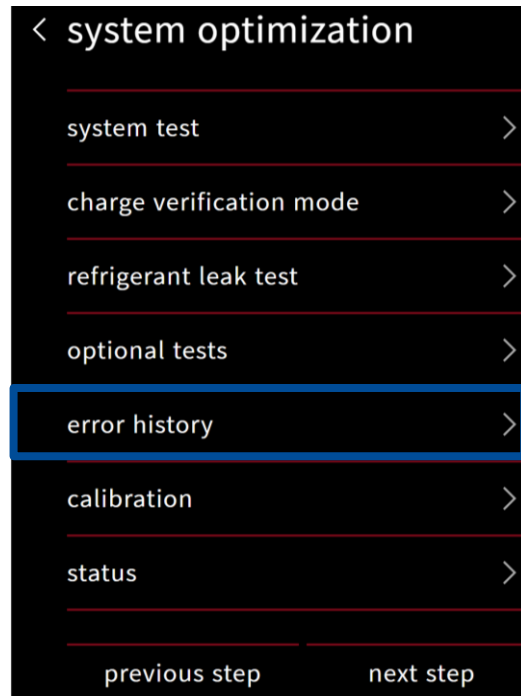 system optimization
system test
charge verification mode
refrigerant leak test
optional tests
error history
calibration
status
previous step next step